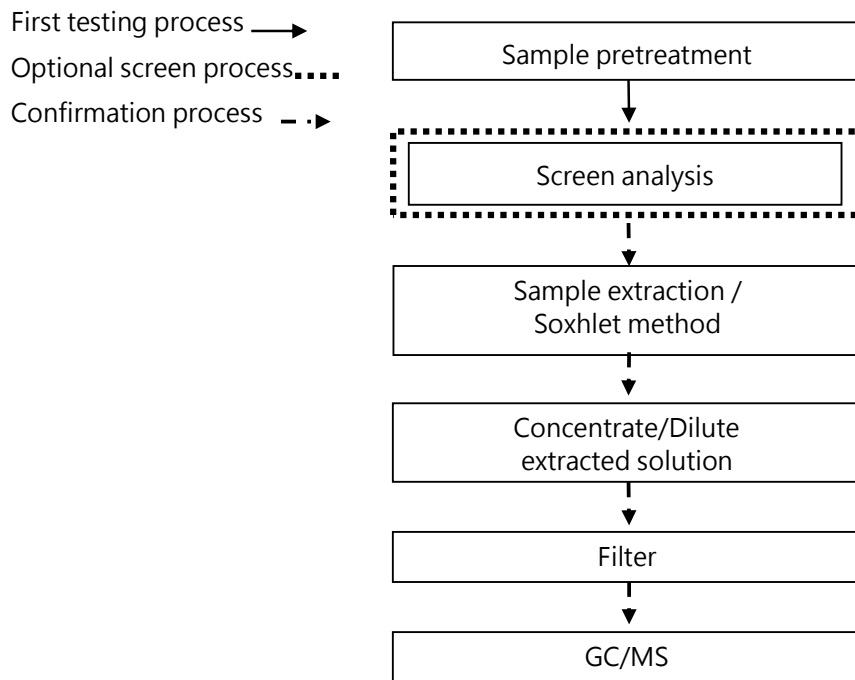 First testing process
Optional screen process
Confirmation process
Sample pretreatment
Screen analysis
Sample extraction /
Soxhlet method
Concentrate/Dilute
extracted solution
Filter
GC/MS